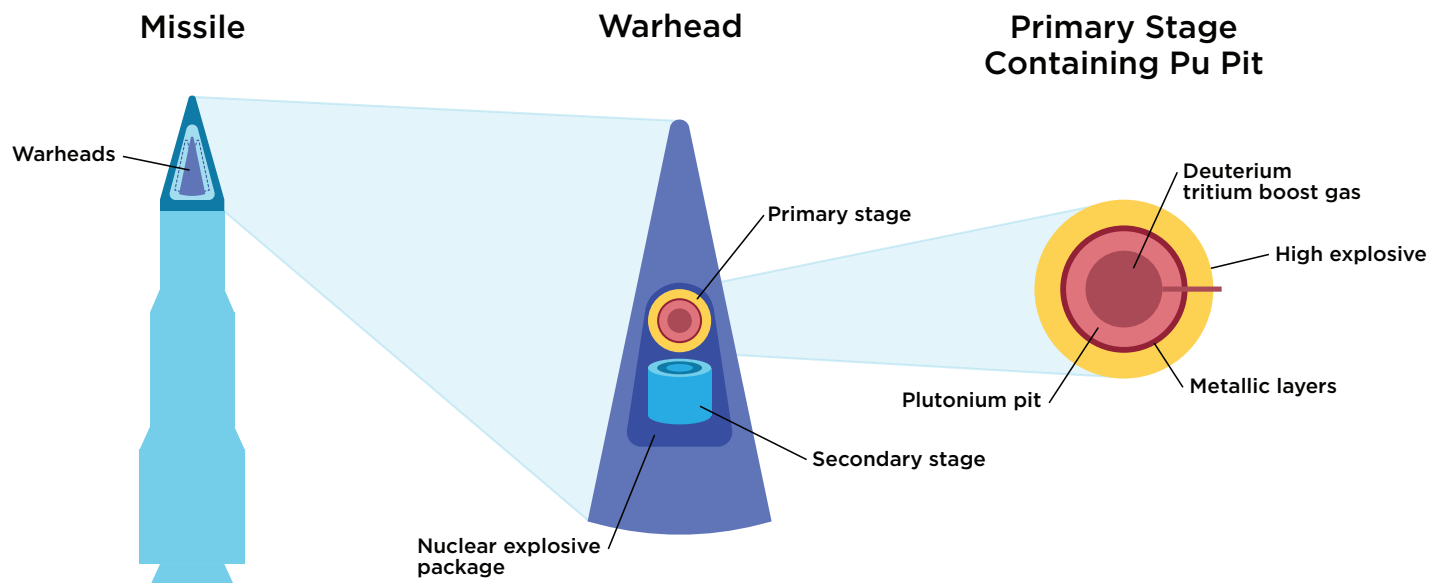 Missile
Warhead
Primary Stage
Containing Pu Pit
Warheads
Primary stage
Secondary stage
Nuclear explosive
package
Deuterium
tritium boost gas
High explosive
Metallic layers
Plutonium pit